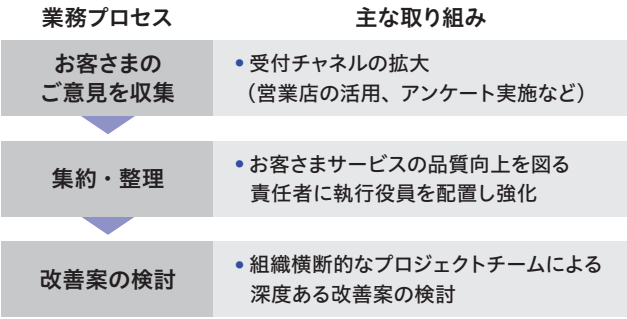 業務プロセス
主な取り組み
お客さまの
ご意見を収集
•受付チャネルの拡大
（営業店の活用、アンケート実施など）
集約・整理
•お客さまサービスの品質向上を図る
責任者に執行役員を配置し強化
改善案の検討
•組織横断的なプロジェクトチームによる
深度ある改善案の検討